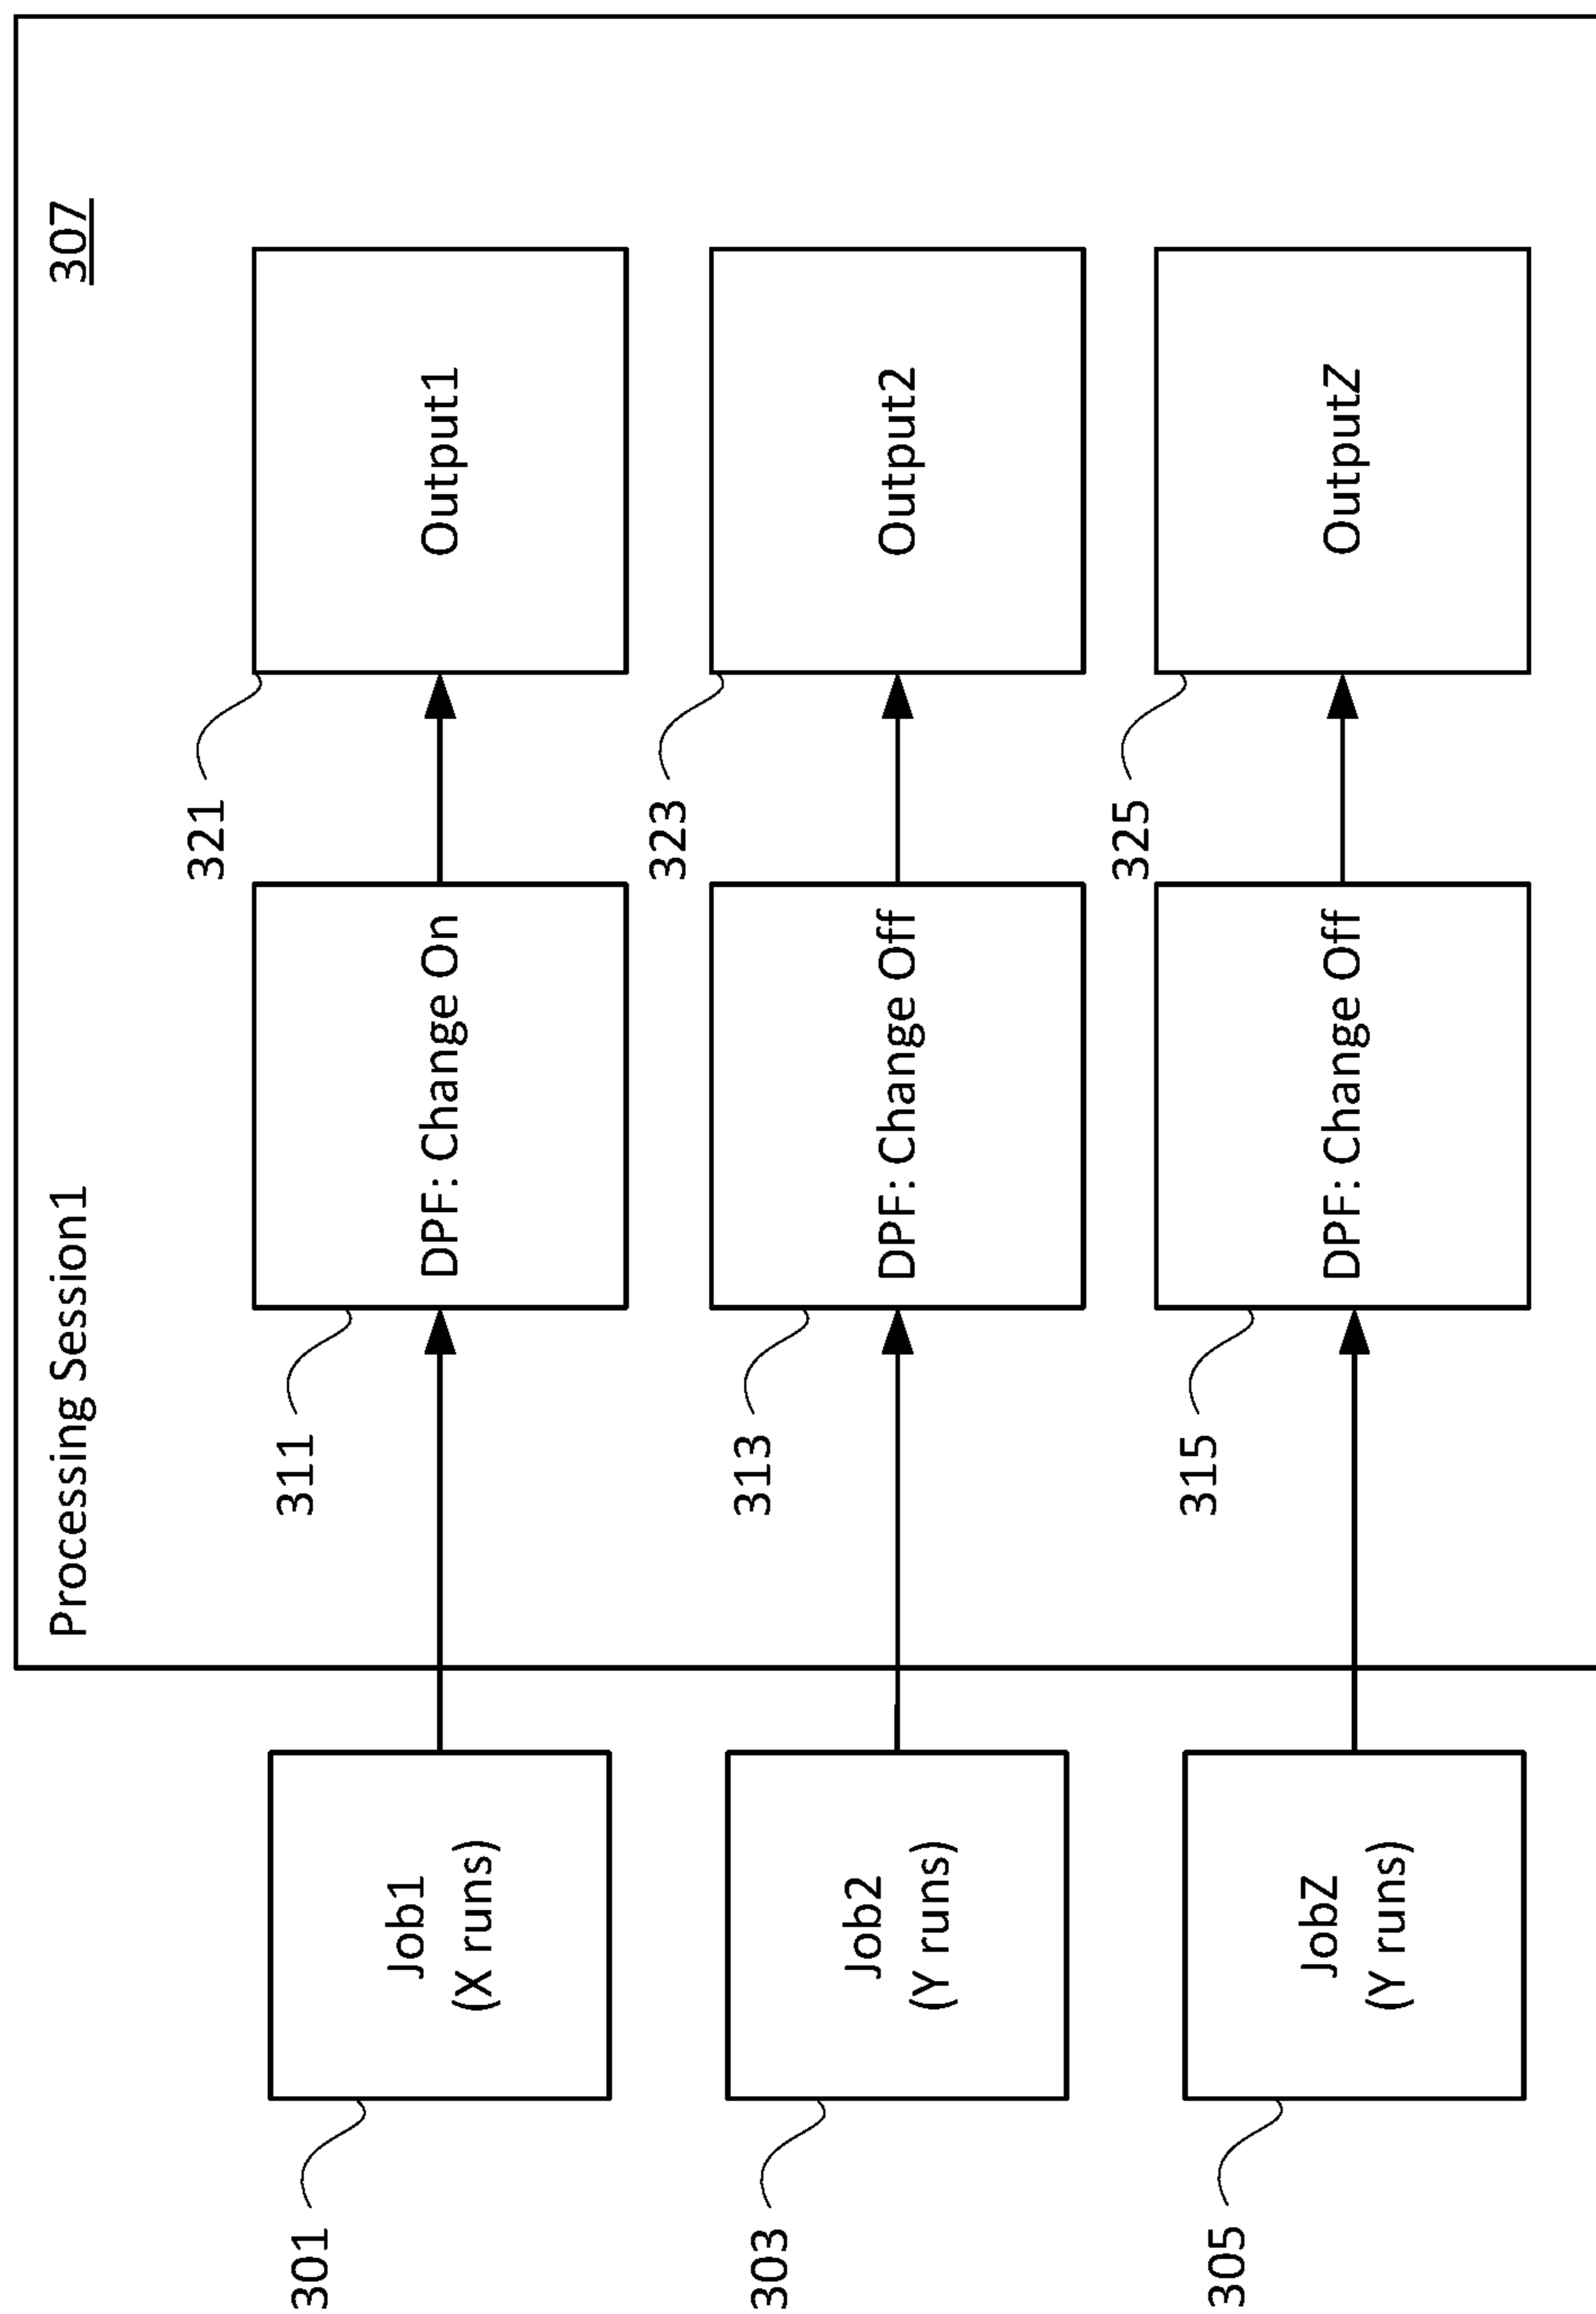 Processing Session1
307
301
Job1
(X runs)
311
DPF: Change On
321
Output1
303
Job2
(Y runs)
313
DPF: Change Off
323
Output2
305
JobZ
(Y runs)
315
DPF: Change Off
325
OutputZ